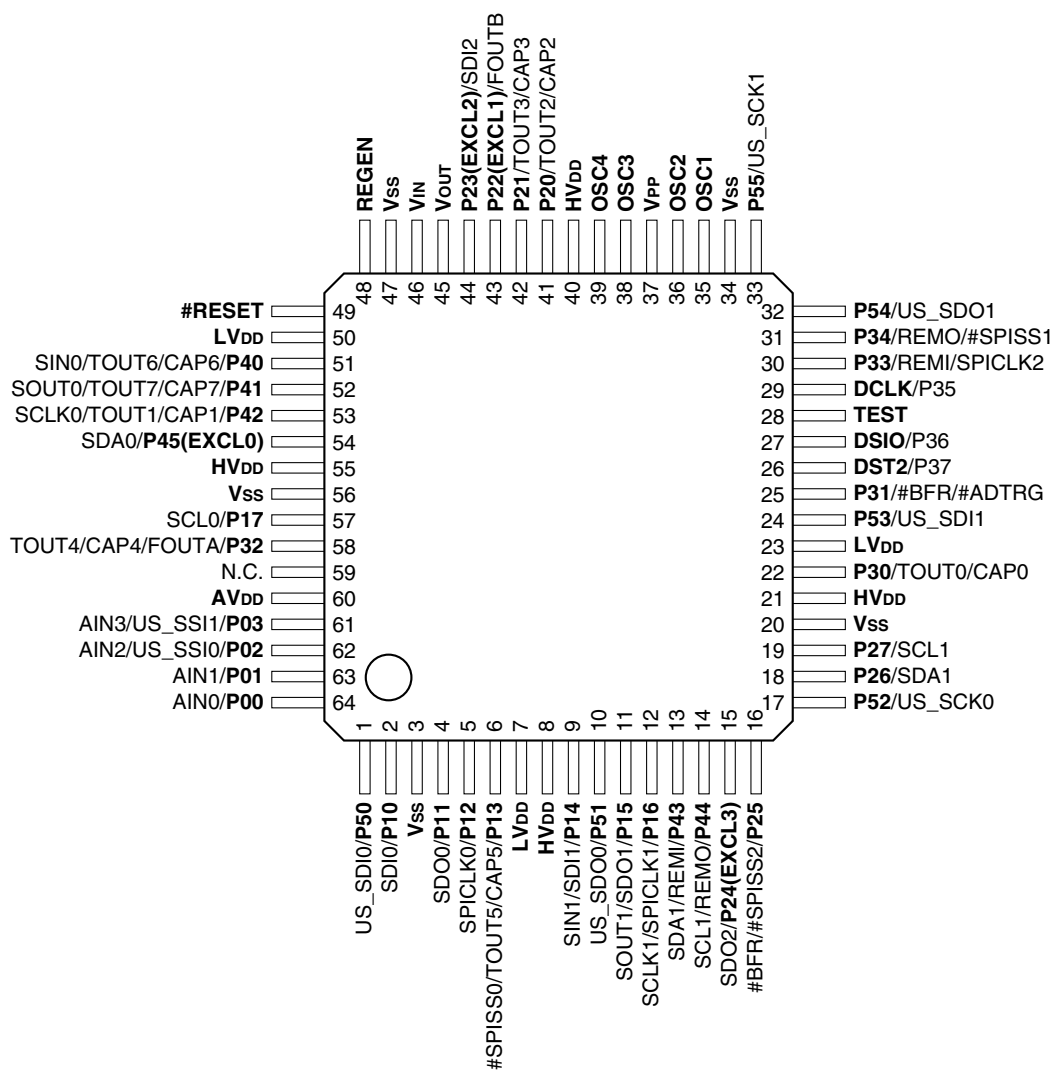 REGEN
VSS
VIN
VOUT
P23(EXCL2)/SDI2
P22(EXCL1)/FOUTB
P21/TOUT3/CAP3
P20/TOUT2/CAP2
HVDD
OSC4
OSC3
VPP
OSC2
OSC1
VSS
P55/US_SCK1
48
47
46
45
44
43
42
41
40
39
38
37
36
35
34
33
#RESET 49
LVDD 50
SIN0/TOUT6/CAP6/P40 51
SOUT0/TOUT7/CAP7/P41 52
SCLK0/TOUT1/CAP1/P42 53
SDA0/P45(EXCL0) 54
HVDD 55
VSS 56
SCL0/P17 57
TOUT4/CAP4/FOUTA/P32 58
N.C. 59
AVDD 60
AIN3/US_SSI1/P03 61
AIN2/US_SSI0/P02 62
AIN1/P01 63
AIN0/P00 64
32 P54/US_SDO1
31 P34/REMO/#SPISS1
30 P33/REMI/SPICLK2
29 DCLK/P35
28 TEST
27 DSIO/P36
26 DST2/P37
25 P31/#BFR/#ADTRG
24 P53/US_SDI1
23 LVDD
22 P30/TOUT0/CAP0
21 HVDD
20 VSS
19 P27/SCL1
18 P26/SDA1
17 P52/US_SCK0
1
2
3
4
5
6
7
8
9
10
11
12
13
14
15
16
US_SDI0/P50
SDI0/P10
VSS
SDO0/P11
SPICLK0/P12
#SPISS0/TOUT5/CAP5/P13
LVDD
HVDD
SIN1/SDI1/P14
US_SDO0/P51
SOUT1/SDO1/P15
SCLK1/SPICLK1/P16
SDA1/REMI/P43
SCL1/REMO/P44
SDO2/P24(EXCL3)
#BFR/#SPISS2/P25